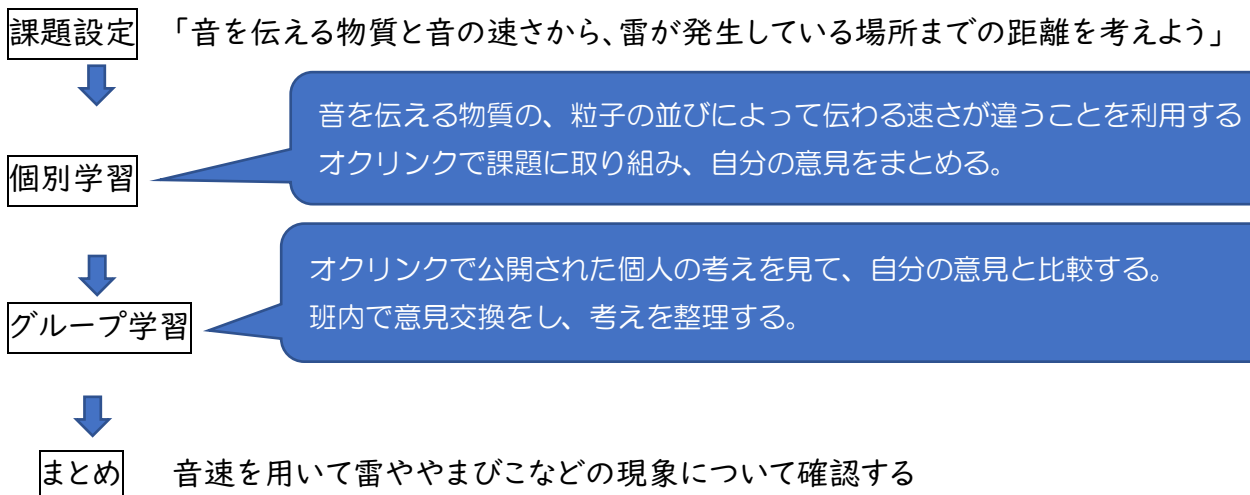 課題設定 「音を伝える物質と音の速さから、雷が発生している場所までの距離を考えよう」
音を伝える物質の、粒子の並びによって伝わる速さが違うことを利用する
オクリンクで課題に取り組み、自分の意見をまとめる。
個別学習
オクリンクで公開された個人の考えを見て、自分の意見と比較する。
班内で意見交換をし、考えを整理する。
グループ学習
まとめ 音速を用いて雷ややまびこなどの現象について確認する